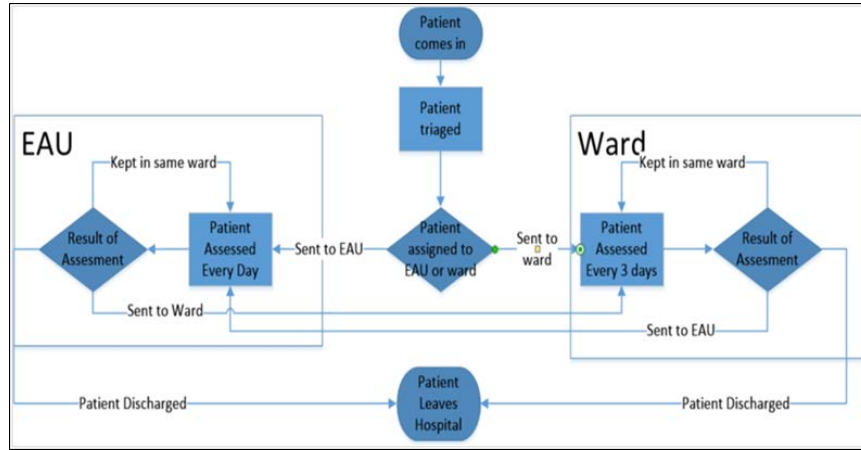 Patient
comes in
Patient
triaged
EAU
Kept in same ward
Result of
Assesment
Patient
Assessed
Every Day
Sent to EAU
Sent to Ward
Patient
assigned to
EAU or ward
Sent to
ward
Ward
Kept in same ward
Patient
Assessed
Every 3 days
Result of
Assesment
Sent to EAU
Patient Discharged
Patient
Leaves
Hospital
Patient Discharged